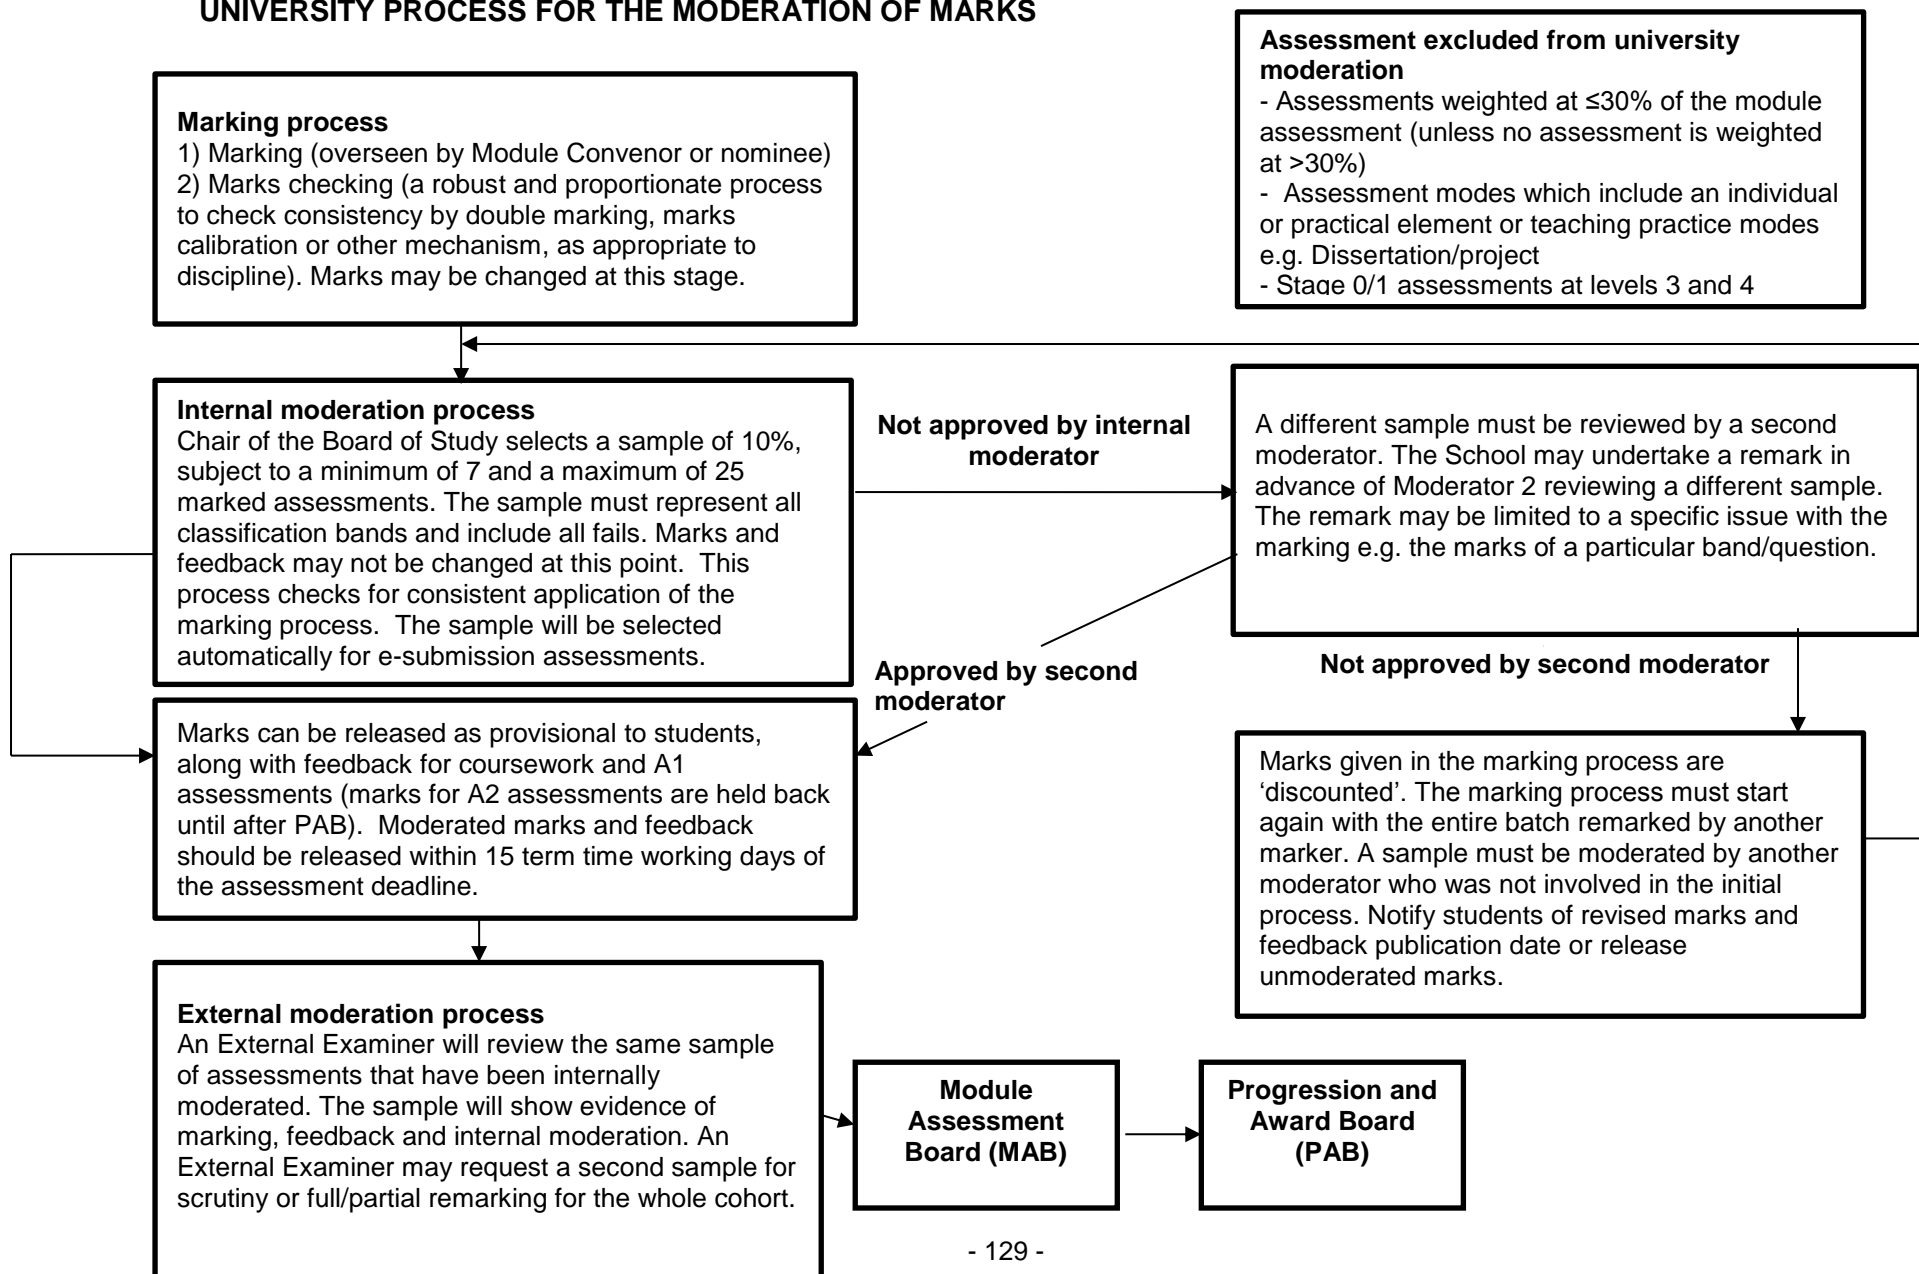 UNIVERSITY PROCESS FOR THE MODERATION OF MARKS
Assessment excluded from university
moderation
- Assessments weighted at ≤30% of the module
assessment (unless no assessment is weighted
at >30%)
- Assessment modes which include an individual
or practical element or teaching practice modes
e.g. Dissertation/project
- Stage 0/1 assessments at levels 3 and 4
Marking process
1) Marking (overseen by Module Convenor or nominee)
2) Marks checking (a robust and proportionate process
to check consistency by double marking, marks
calibration or other mechanism, as appropriate to
discipline). Marks may be changed at this stage.
Internal moderation process
Chair of the Board of Study selects a sample of 10%,
subject to a minimum of 7 and a maximum of 25
marked assessments. The sample must represent all
classification bands and include all fails. Marks and
feedback may not be changed at this point. This
process checks for consistent application of the
marking process. The sample will be selected
automatically for e-submission assessments.
Not approved by internal
moderator
A different sample must be reviewed by a second
moderator. The School may undertake a remark in
advance of Moderator 2 reviewing a different sample.
The remark may be limited to a specific issue with the
marking e.g. the marks of a particular band/question.
Approved by second
moderator
Not approved by second moderator
Marks can be released as provisional to students,
along with feedback for coursework and A1
assessments (marks for A2 assessments are held back
until after PAB). Moderated marks and feedback
should be released within 15 term time working days of
the assessment deadline.
Marks given in the marking process are
‘discounted’. The marking process must start
again with the entire batch remarked by another
marker. A sample must be moderated by another
moderator who was not involved in the initial
process. Notify students of revised marks and
feedback publication date or release
unmoderated marks.
External moderation process
An External Examiner will review the same sample
of assessments that have been internally
moderated. The sample will show evidence of
marking, feedback and internal moderation. An
External Examiner may request a second sample for
scrutiny or full/partial remarking for the whole cohort.
Module
Assessment
Board (MAB)
Progression and
Award Board
(PAB)
- 129 -